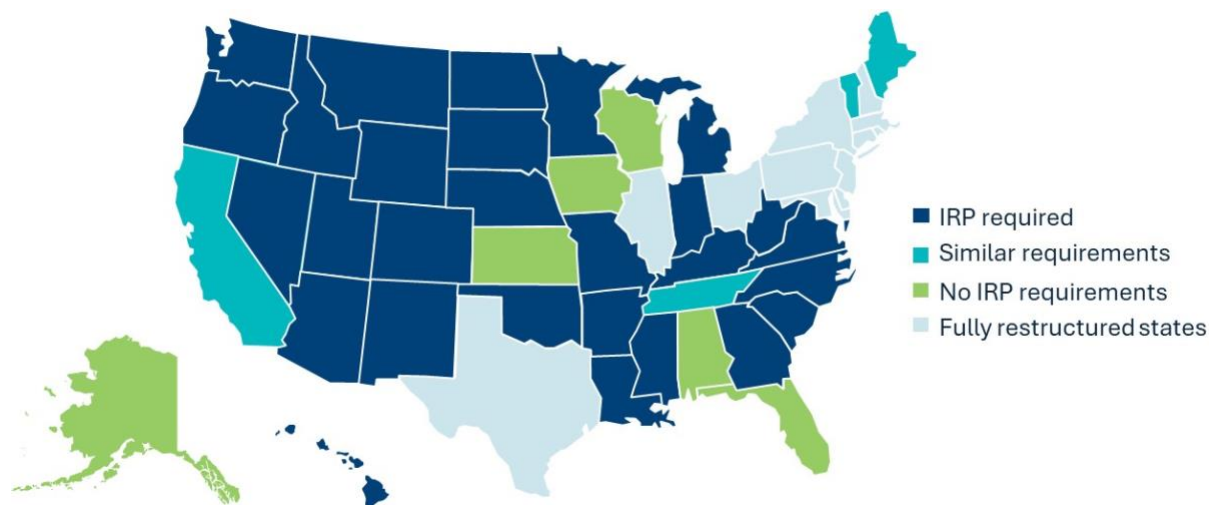 IRP required
Similar requirements
No IRP requirements
Fully restructured states